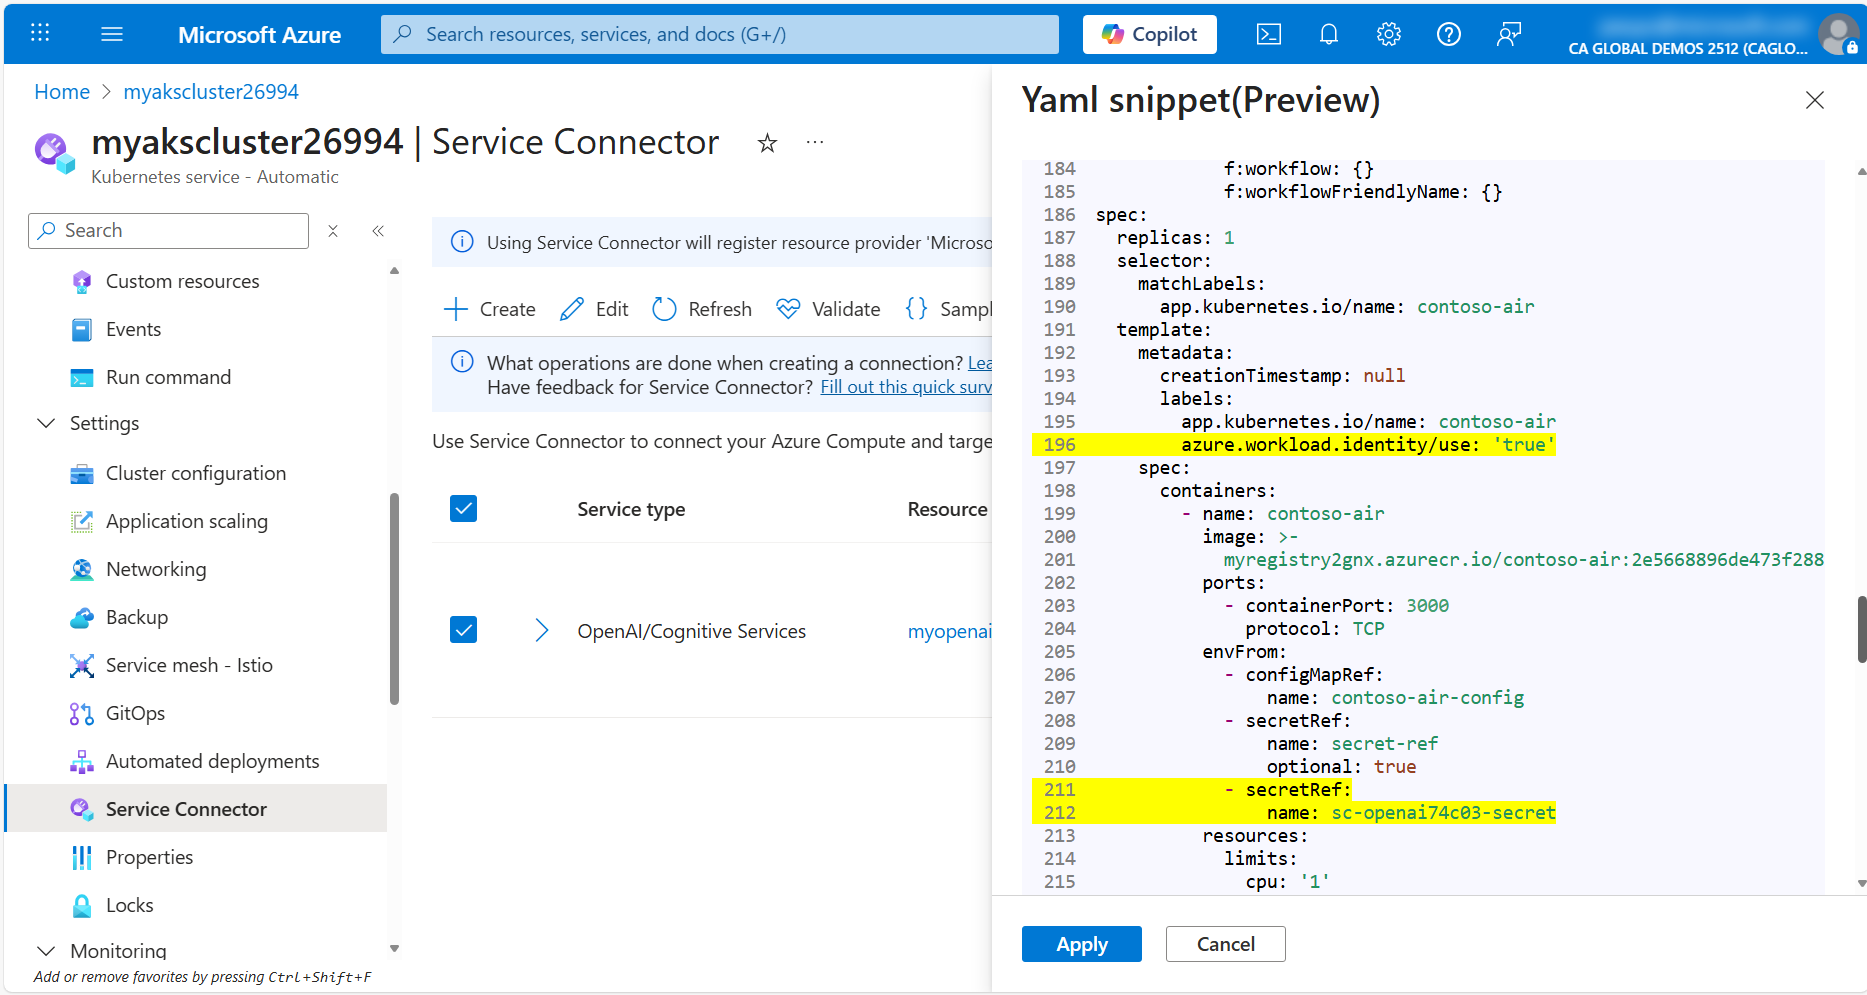 Microsoft Azure
Search resources, services, and docs (G+/)
Copilot
CA GLOBAL DEMOS 2512 (CAGLO...
Home > myakscluster26994
myakscluster26994 | Service Connector
Kubernetes service - Automatic
Search
Custom resources
Events
Run command
Settings
Cluster configuration
Application scaling
Networking
Backup
Service mesh - Istio
GitOps
Automated deployments
Service Connector
Properties
Locks
Monitoring
Add or remove favorites by pressing Ctrl+Shift+F
Using Service Connector will register resource provider 'Microso
Create Edit Refresh Validate {} Sampl
What operations are done when creating a connection? Lea
Have feedback for Service Connector? Fill out this quick surv
Use Service Connector to connect your Azure Compute and targe
Service type Resource
OpenAI/Cognitive Services myopenai
Yaml snippet(Preview)
184 f:workflow: {}
185 f:workflowFriendlyName: {}
186 spec:
187 replicas: 1
188 selector:
189 matchLabels:
190 app.kubernetes.io/name: contoso-air
191 template:
192 metadata:
193 creationTimestamp: null
194 labels:
195 app.kubernetes.io/name: contoso-air
196 azure.workload.identity/use: 'true'
197 spec:
198 containers:
199 - name: contoso-air
200 image: >-
201 myregistry2gnx.azurecr.io/contoso-air:2e5668896de473f288
202 ports:
203 - containerPort: 3000
204 protocol: TCP
205 envFrom:
206 - configMapRef:
207 name: contoso-air-config
208 - secretRef:
209 name: secret-ref
210 optional: true
211 - secretRef:
212 name: sc-openai74c03-secret
213 resources:
214 limits:
215 cpu: '1'
Apply Cancel